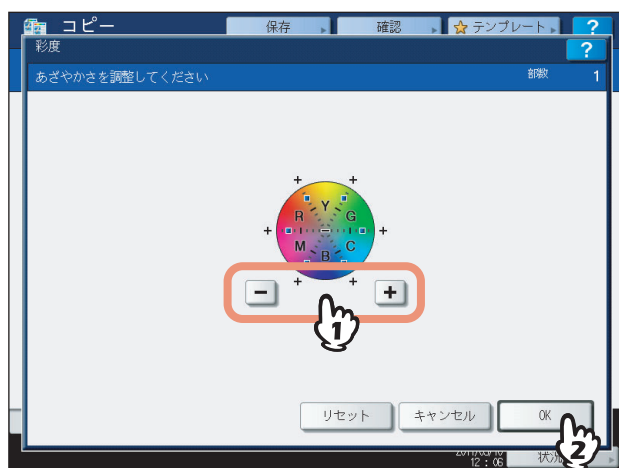 コピー 保存 確認 テンプレート ?
彩度 ?
あざやかさを調整してください 部数 1
+ +
Y
R G
+ - +
M C
B
+ +
- +
1
リセット キャンセル OK
2
12:06 状況